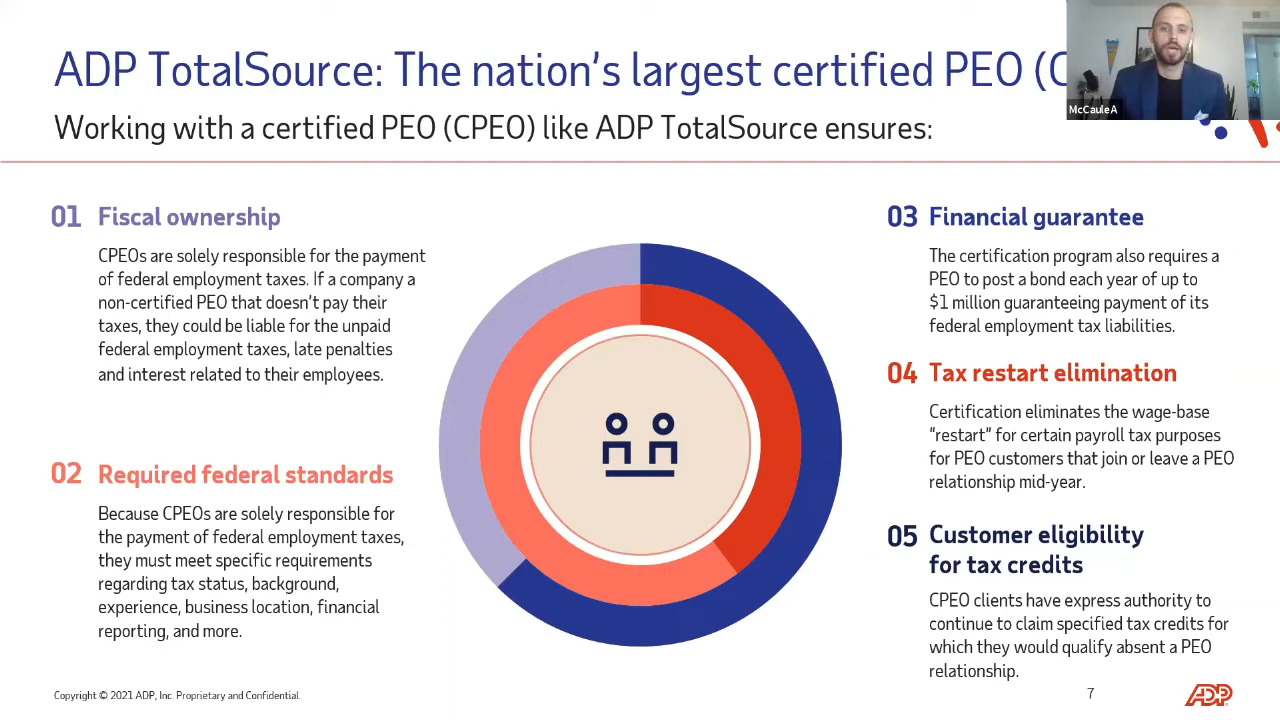 ADP TotalSource: The nation's largest certified PEO (C
McCaule A
Working with a certified PEO (CPEO) like ADP TotalSource ensures:
01 Fiscal ownership
CPEOs are solely responsible for the payment
of federal employment taxes. If a company a
non-certified PEO that doesn't pay their
taxes, they could be liable for the unpaid
federal employment taxes, late penalties
and interest related to their employees.
02 Required federal standards
Because CPEOs are solely responsible for
the payment of federal employment taxes,
they must meet specific requirements
regarding tax status, background,
experience, business location, financial
reporting, and more.
03 Financial guarantee
The certification program also requires a
PEO to post a bond each year of up to
$1 million guaranteeing payment of its
federal employment tax liabilities.
04 Tax restart elimination
Certification eliminates the wage-base
"restart" for certain payroll tax purposes
for PEO customers that join or leave a PEO
relationship mid-year.
05 Customer eligibility
for tax credits
CPEO clients have express authority to
continue to claim specified tax credits for
which they would qualify absent a PEO
relationship.
Copyright © 2021 ADP, Inc. Proprietary and Confidential.
7
ADP